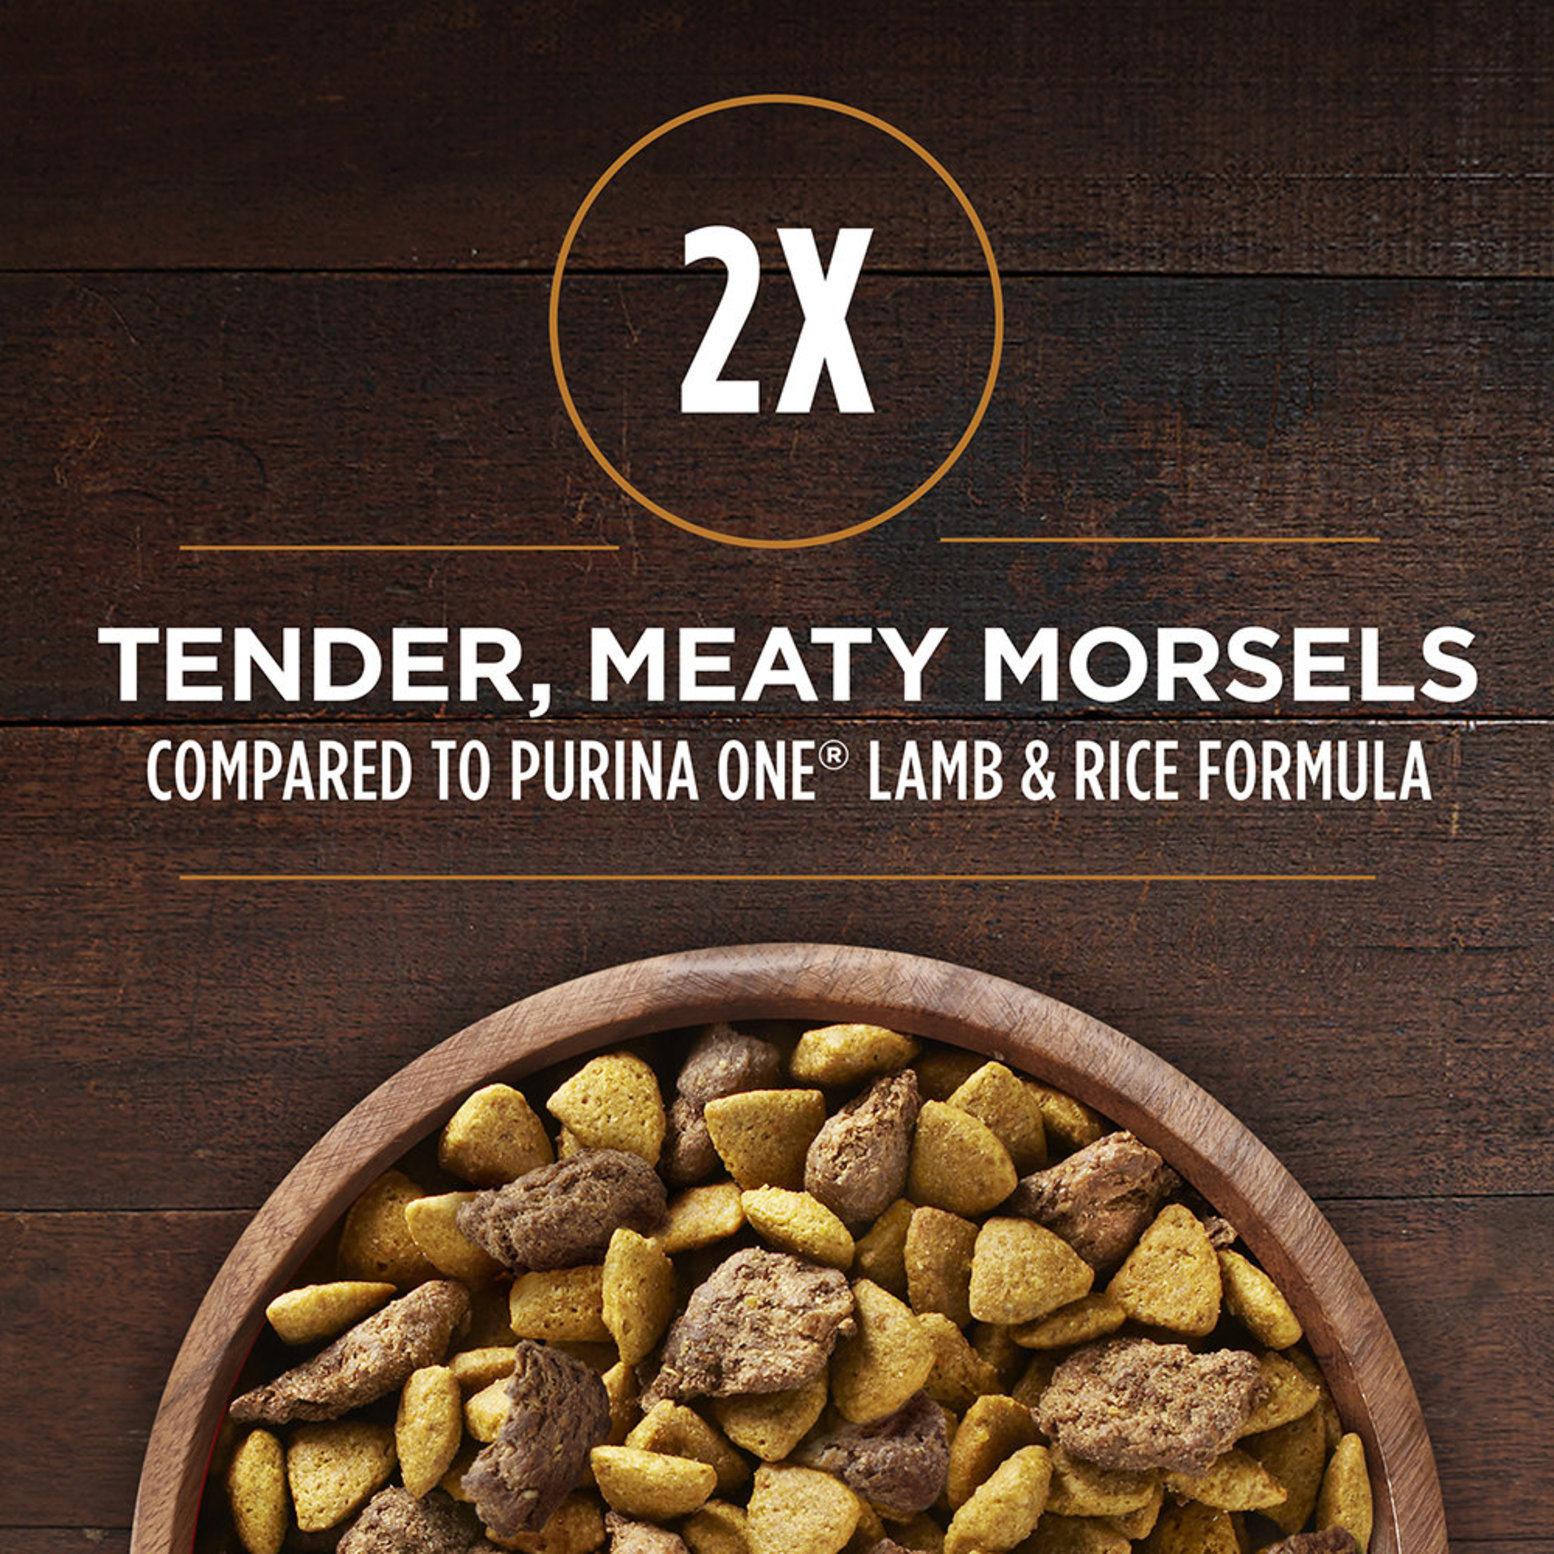 2X
TENDER, MEATY MORSELS
COMPARED TO PURINA ONE® LAMB & RICE FORMULA